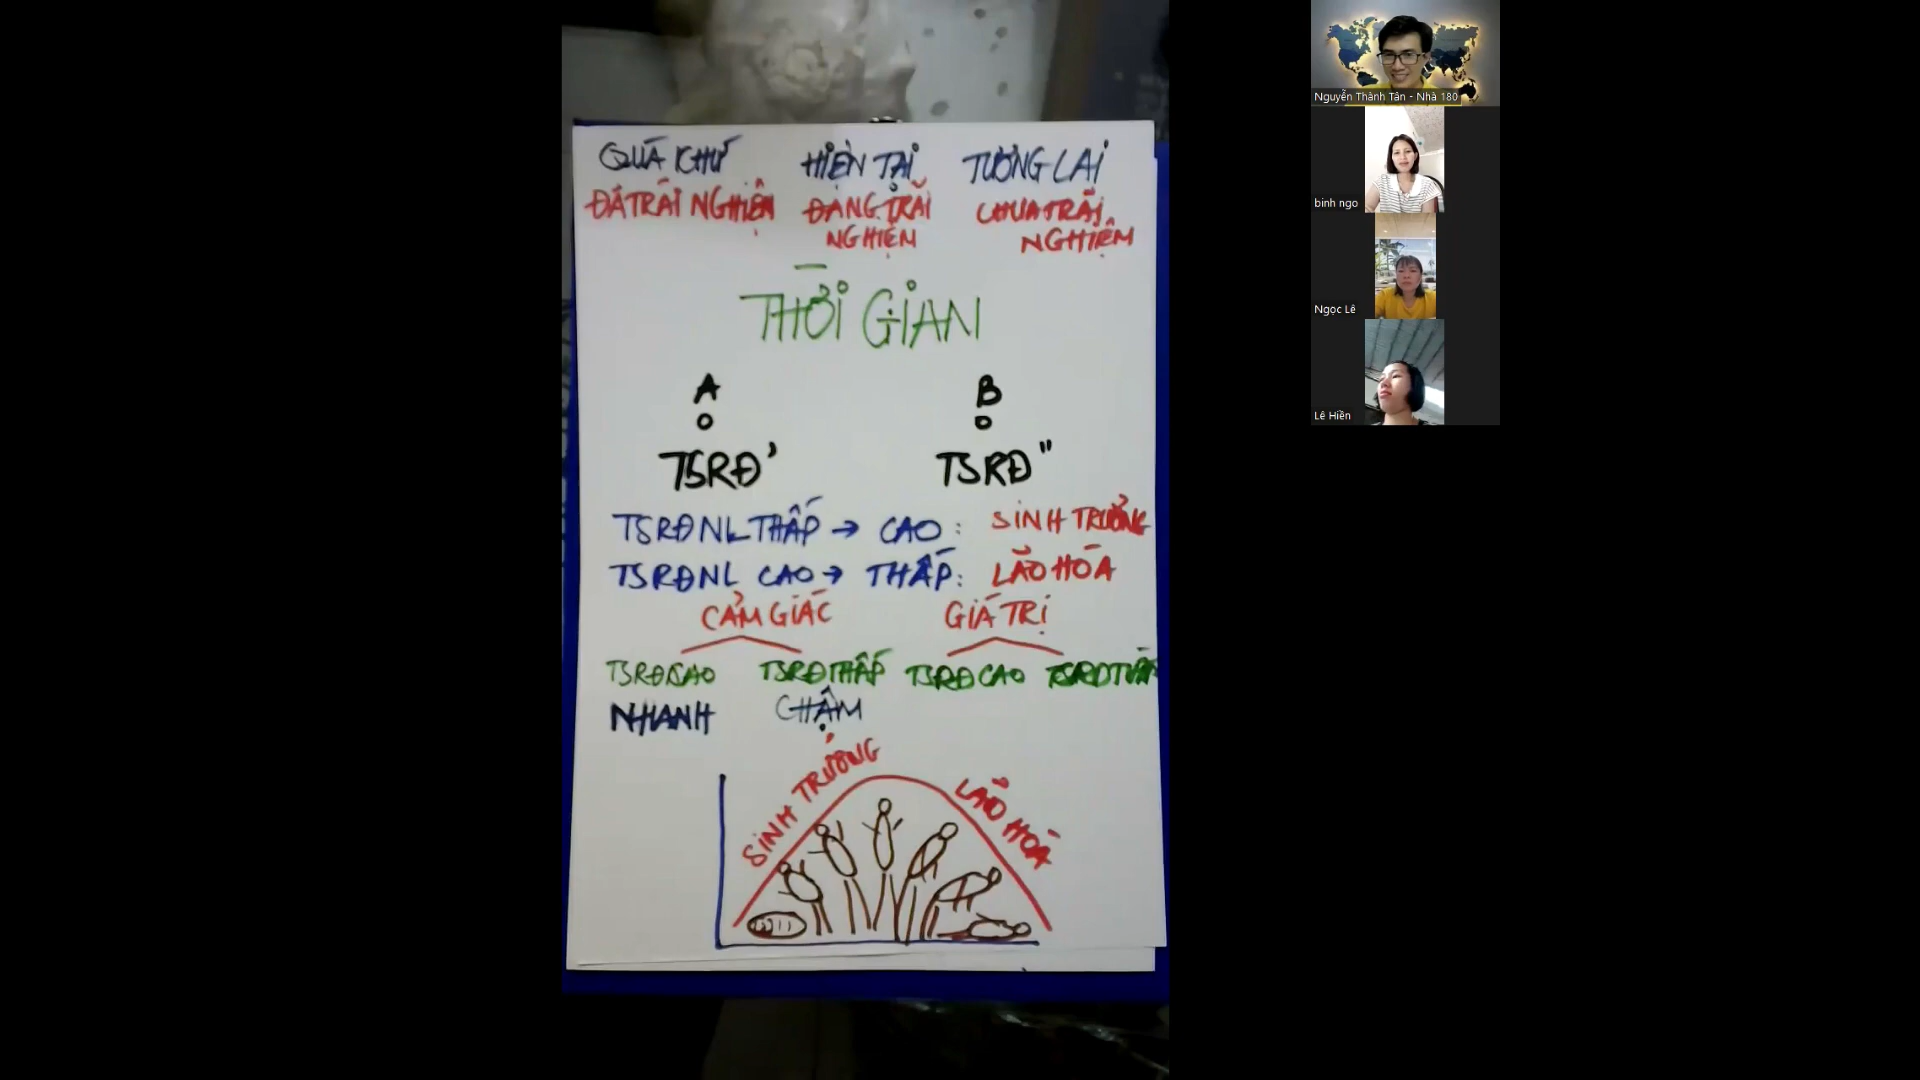 QUÁ KHỨ HIỆN TẠI TƯƠNG LAI
ĐÃ TRẢI NGHIỆM ĐANG TRẢI NGHIỆM CHƯA TRẢI NGHIỆM
THỜI GIAN
A B
TSRĐ' TSRĐ"
TSRĐNL THẤP → CAO: SINH TRƯỞNG
TSRĐNL CAO → THẤP: LÃO HÓA
CẢM GIÁC GIÁ TRỊ
TSRĐ CAO TSRĐ THẤP TSRĐ CAO
NHANH CHẬM
SINH TRƯỞNG LÃO HOÁ
Nguyễn Thành Tân - Nhà 180
binh ngo
Ngọc Lê
Lê Hiền